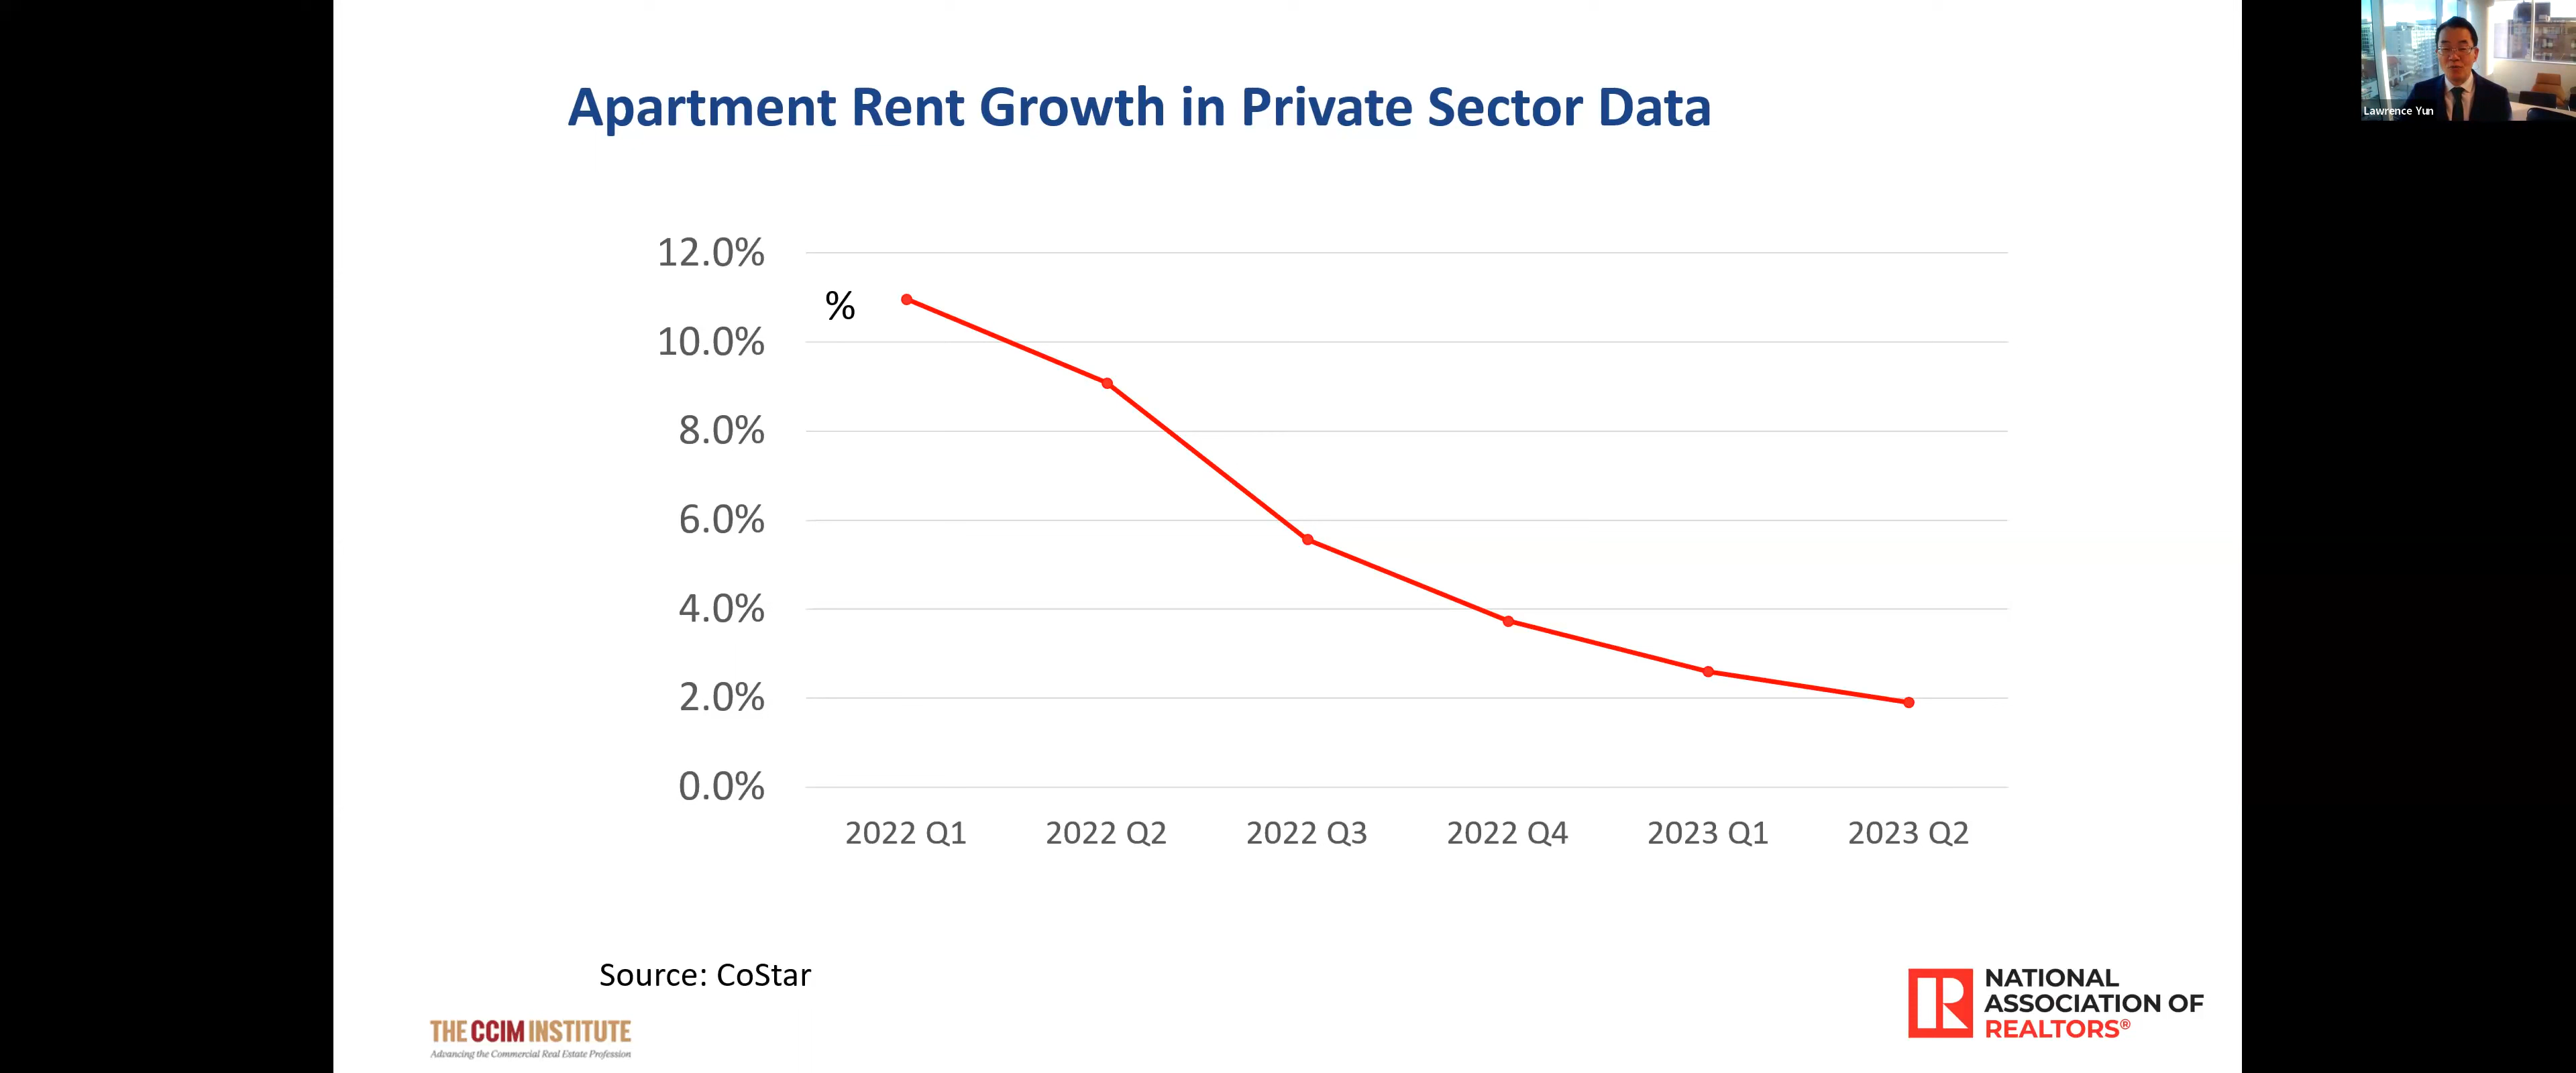 Apartment Rent Growth in Private Sector Data
Lawrence Yun
12.0%
%
10.0%
8.0%
6.0%
4.0%
2.0%
0.0%
2022 Q1 2022 Q2 2022 Q3 2022 Q4 2023 Q1 2023 Q2
Source: CoStar
THE CCIM INSTITUTE
Advancing the Commercial Real Estate Profession
NATIONAL
ASSOCIATION OF
REALTORS®